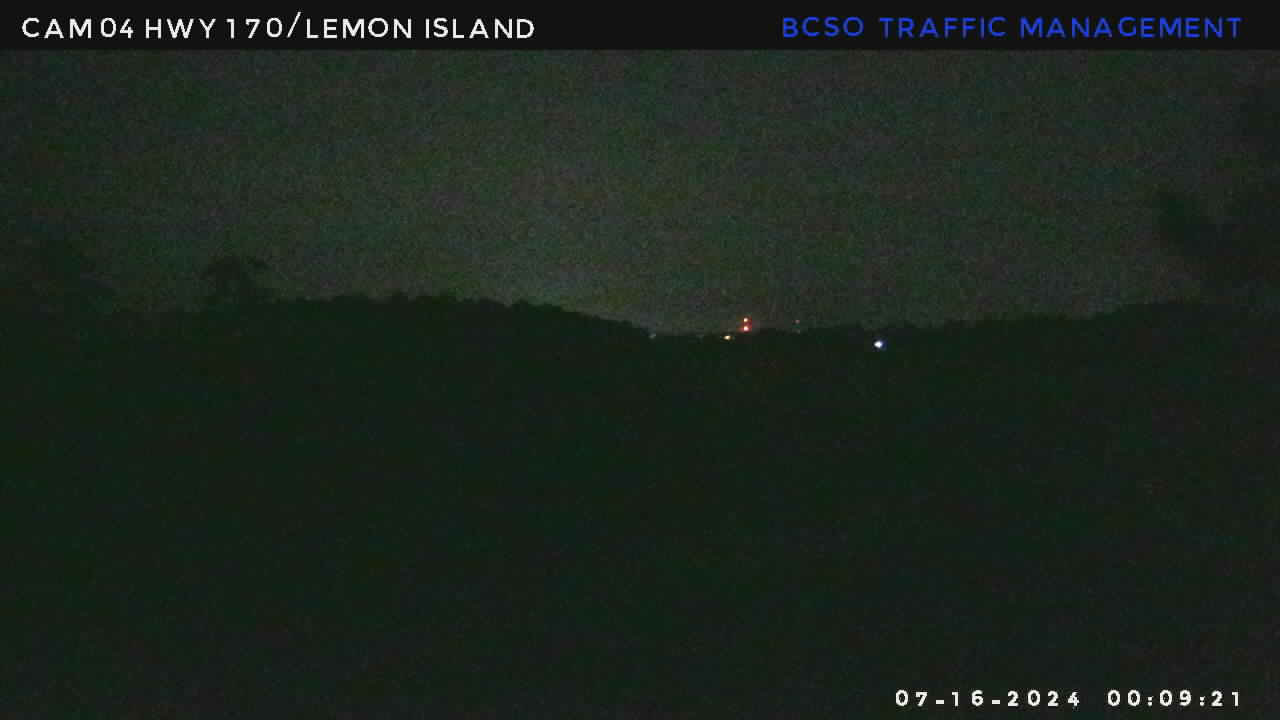 CAM04 HWY 170/LEMON ISLAND
BCSO TRAFFIC MANAGEMENT
07-16-2024 00:09:21